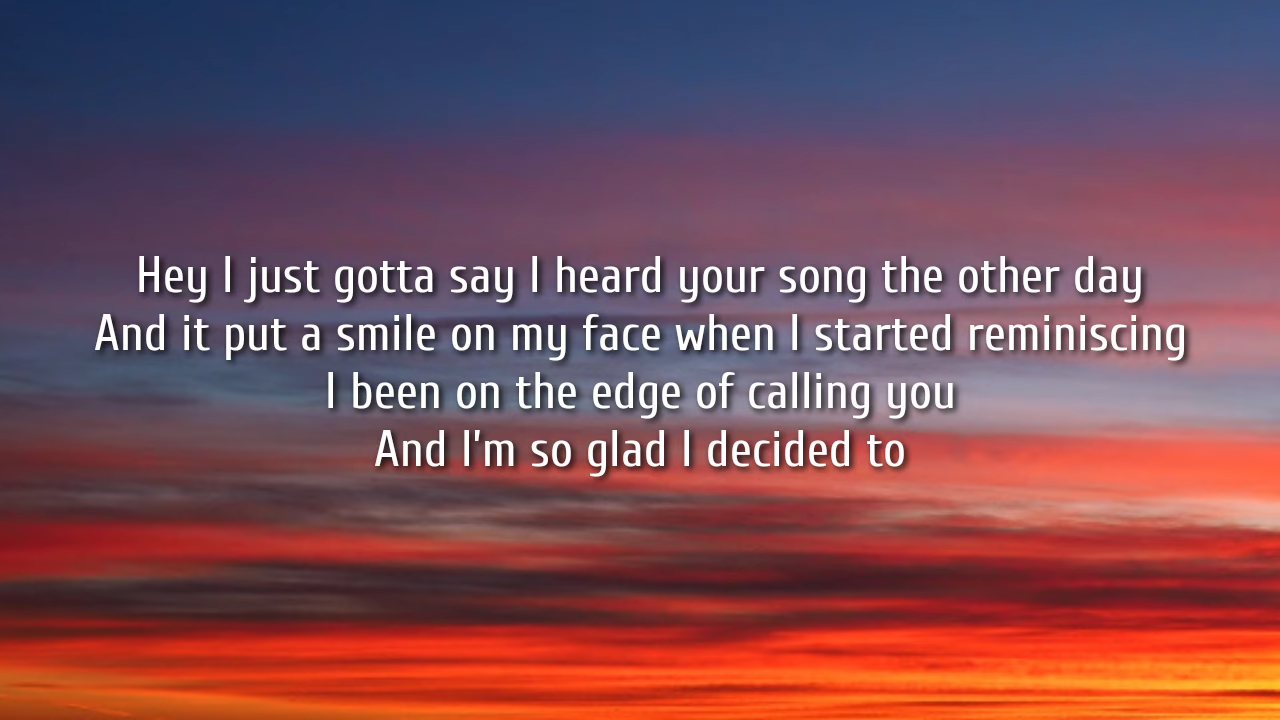 Hey I just gotta say I heard your song the other day
And it put a smile on my face when I started reminiscing
I been on the edge of calling you
And I'm so glad I decided to